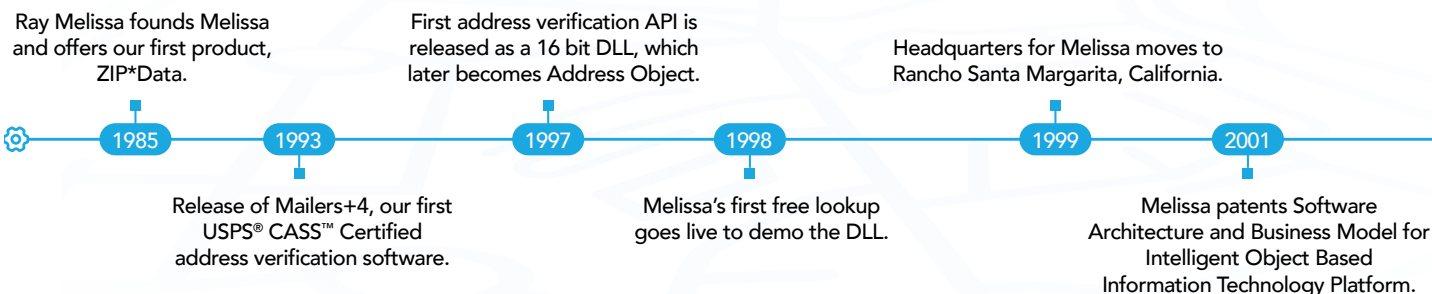 Ray Melissa founds Melissa
and offers our first product,
ZIP*Data.
1985
1993
Release of Mailers+4, our first
USPS® CASS™ Certified
address verification software.
First address verification API is
released as a 16 bit DLL, which
later becomes Address Object.
1997
1998
Melissa’s first free lookup
goes live to demo the DLL.
Headquarters for Melissa moves to
Rancho Santa Margarita, California.
1999
2001
Melissa patents Software
Architecture and Business Model for
Intelligent Object Based
Information Technology Platform.